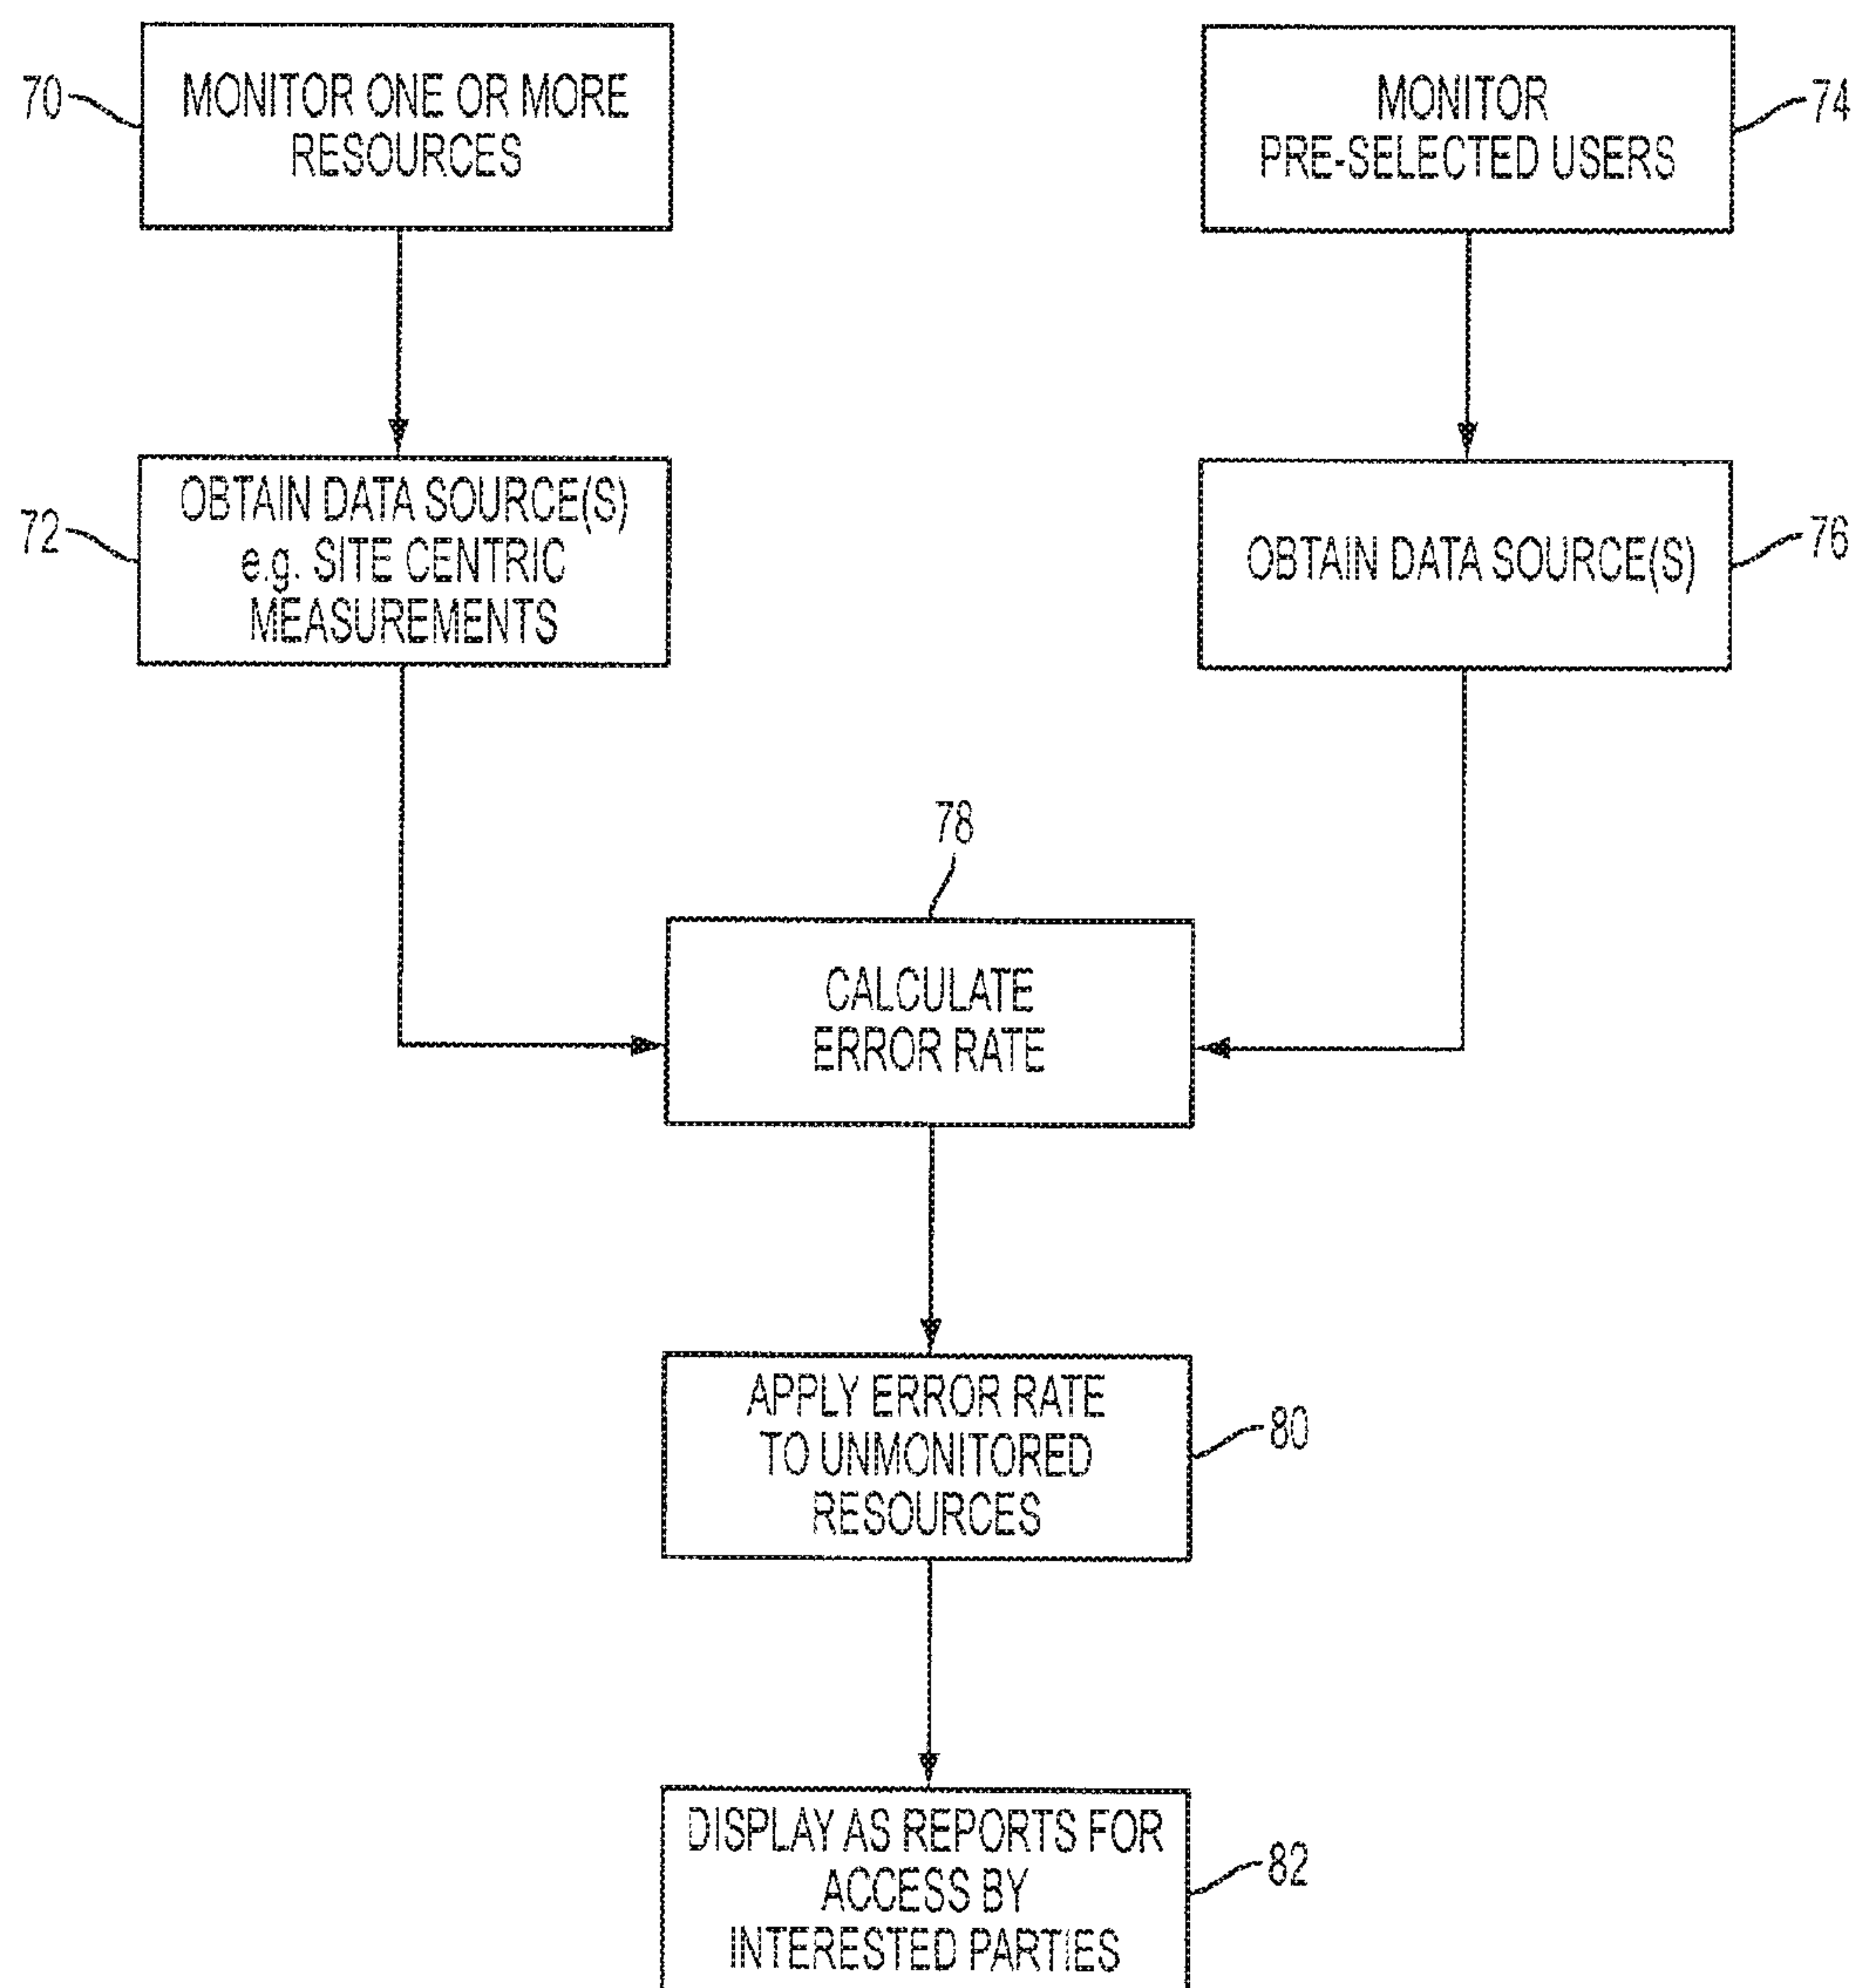 70
MONITOR ONE OR MORE
RESOURCES
MONITOR
PRE-SELECTED USERS
74
72
OBTAIN DATA SOURCE(S)
e.g. SITE CENTRIC
MEASUREMENTS
OBTAIN DATA SOURCE(S)
76
78
CALCULATE
ERROR RATE
APPLY ERROR RATE
TO UNMONITORED
RESOURCES
80
DISPLAY AS REPORTS FOR
ACCESS BY
INTERESTED PARTIES
82